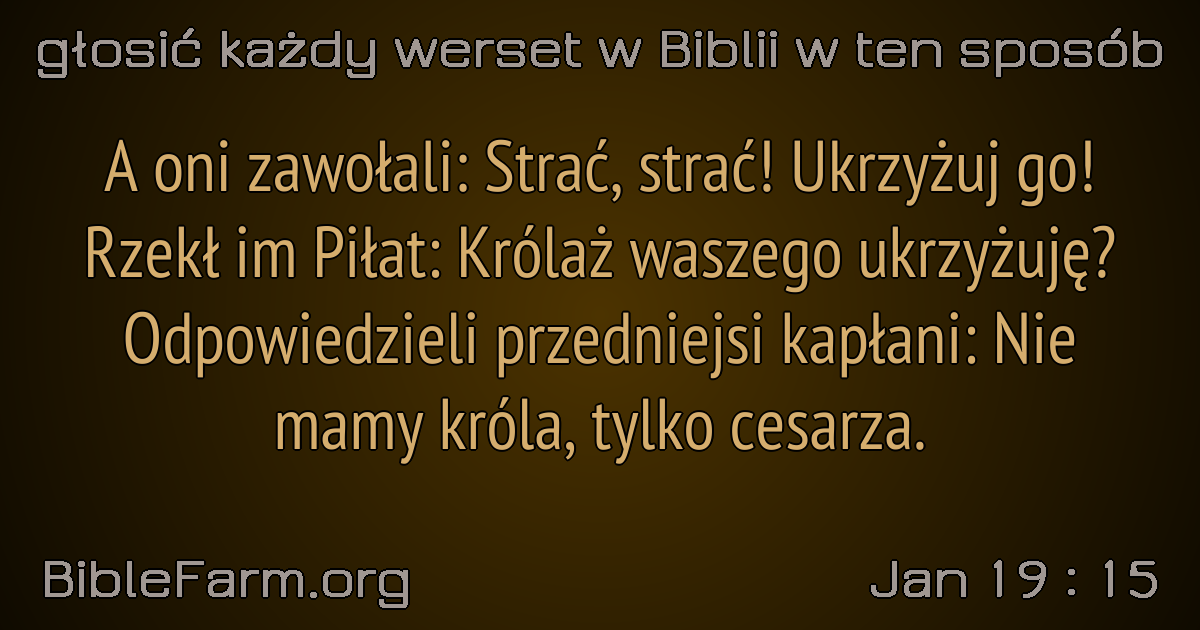 głosić każdy werset w Biblii w ten sposób
A oni zawołali: Strać, strać! Ukrzyżuj go!
Rzekł im Piłat: Królaż waszego ukrzyżuję?
Odpowiedzieli przedniejsi kapłani: Nie
mamy króla, tylko cesarza.
BibleFarm.org
Jan 19 : 15